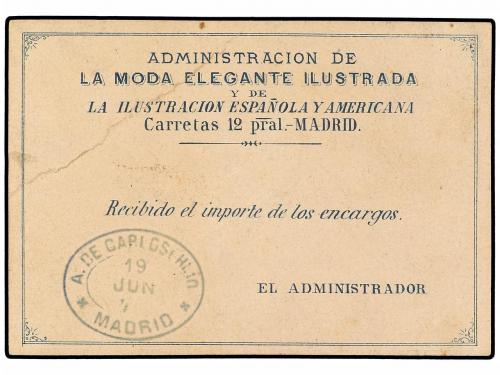 ADMINISTRACION DE
LA MODA ELEGANTE ILUSTRADA
Y DE
LA ILUSTRACION ESPAÑOLA Y AMERICANA
Carretas 12 pral.-MADRID.
Recibido el importe de los encargos.
EL ADMINISTRADOR
A. DE CARLOS É HIJO
19
JUN
MADRID